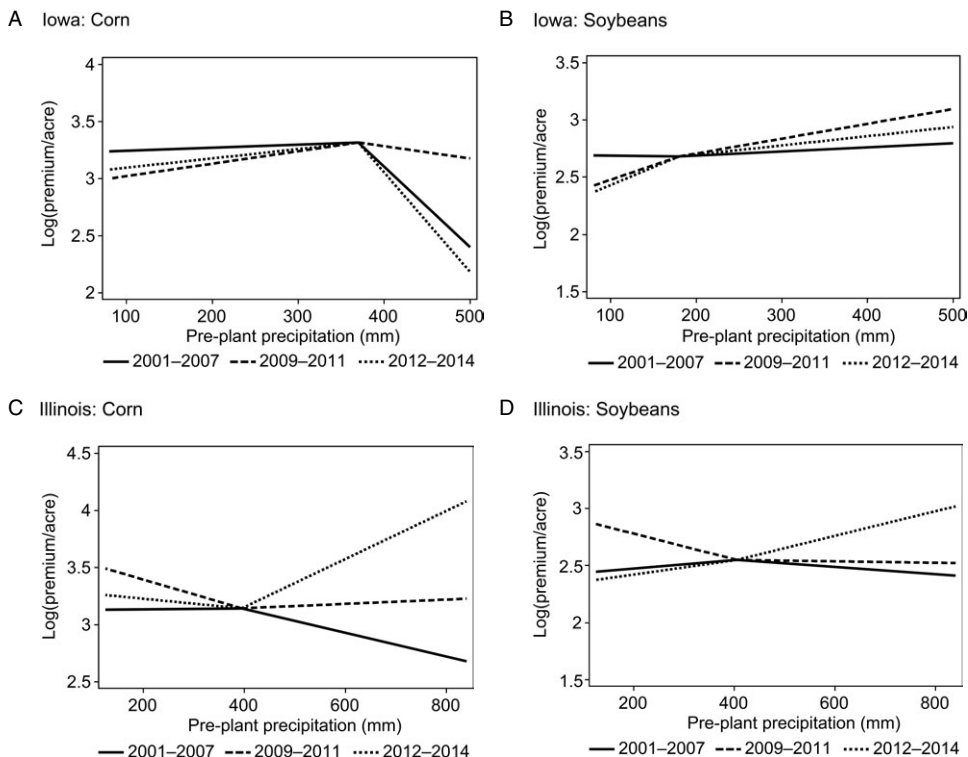 A Iowa: Corn
Log(premium/acre)
4
3.5
3
2.5
2
100 200 300 400 500
Pre-plant precipitation (mm)
2001–2007 2009–2011 2012–2014
B Iowa: Soybeans
Log(premium/acre
3.5
3
2.5
2
1.5
100 200 300 400 500
Pre-plant precipitation (mm)
2001–2007 2009–2011 2012–2014
C Illinois: Corn
Log(premium/acre)
4.5
4
3.5
3
2.5
200 400 600 800
Pre-plant precipitation (mm)
2001–2007 2009–2011 2012–2014
D Illinois: Soybeans
Log(premium/acre)
3.5
3
2.5
2
1.5
200 400 600 800
Pre-plant precipitation (mm)
2001–2007 2009–2011 2012–2014